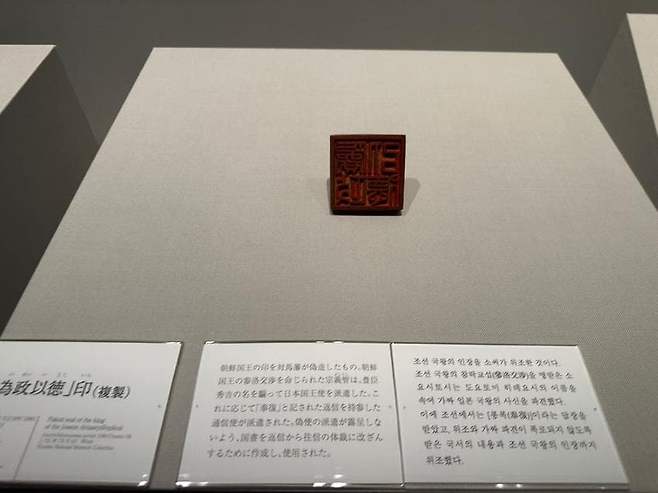 為政以徳」印(複製)
朝鮮国王の印を対馬藩が偽造したもの。朝鮮
国王の参洛交渉を命じられた宗義智は、豊臣
秀吉の名を騙って日本国王使を派遣した。こ
れに応じて「奉復」と記された返信を持参した
通信使が派遣された。偽使の派遣が露呈しな
いよう、国書を返信から往信の体裁に改ざん
するために作成し、使用された。
조선 국왕의 인장을 소씨가 위조한 것이다.
조선 국왕의 참락교섭(參洛交渉)을 명받은 소
요시토시는 도요토미 히데요시의 이름을
속여 가짜 일본 국왕의 사신을 파견했다.
이에 조선에서는 [봉복(奉復)]이라는 답장을
받았고, 위조와 가짜 파견이 폭로되지 않도록
받은 국서의 내용과 조선 국왕의 인장까지
위조했다.